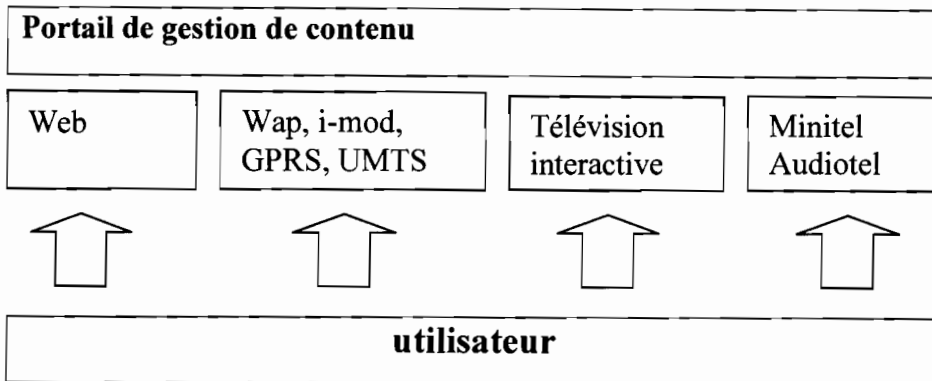 Portail de gestion de contenu
Web
Wap, i-mod,
GPRS, UMTS
Télévision
interactive
Minitel
Audiotel
utilisateur